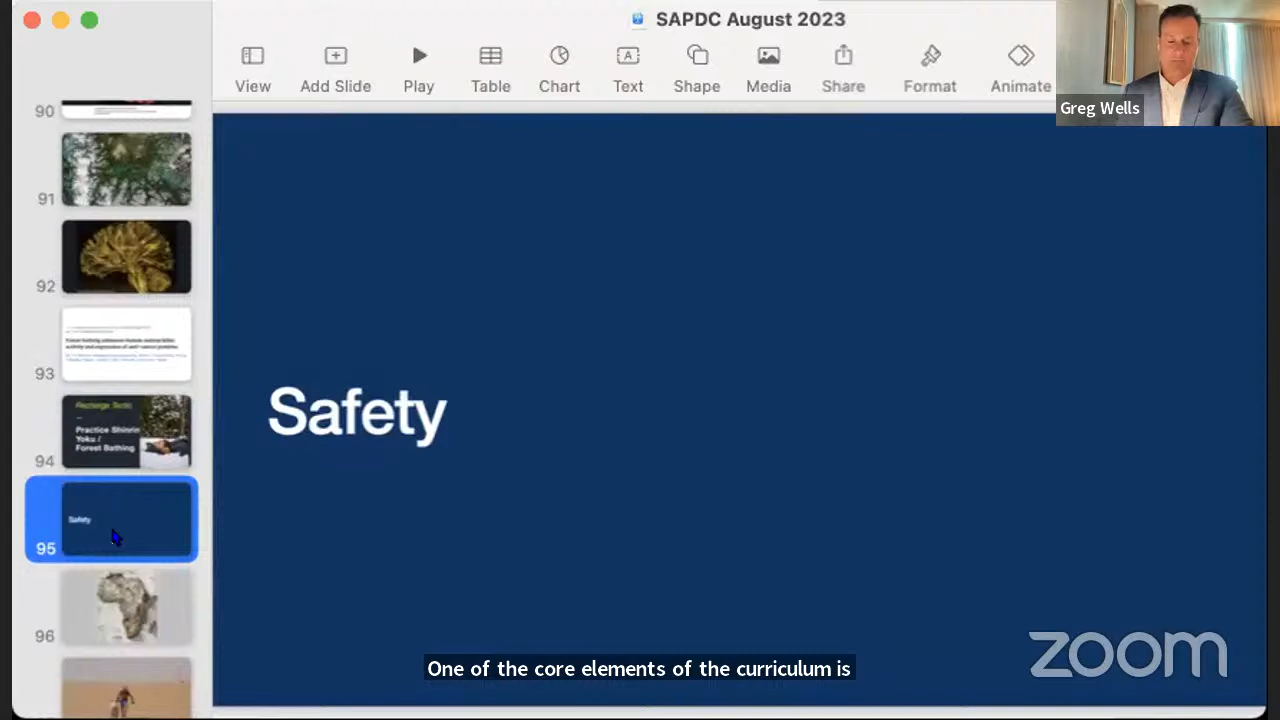 SAPDC August 2023
View
Add Slide
Play
Table
Chart
Text
Shape
Media
Share
Format
Animate
Greg Wells
90
91
92
93
94
Practice Shinrin
Yoku /
Forest Bathing
95
Safety
96
Safety
One of the core elements of the curriculum is
zoom